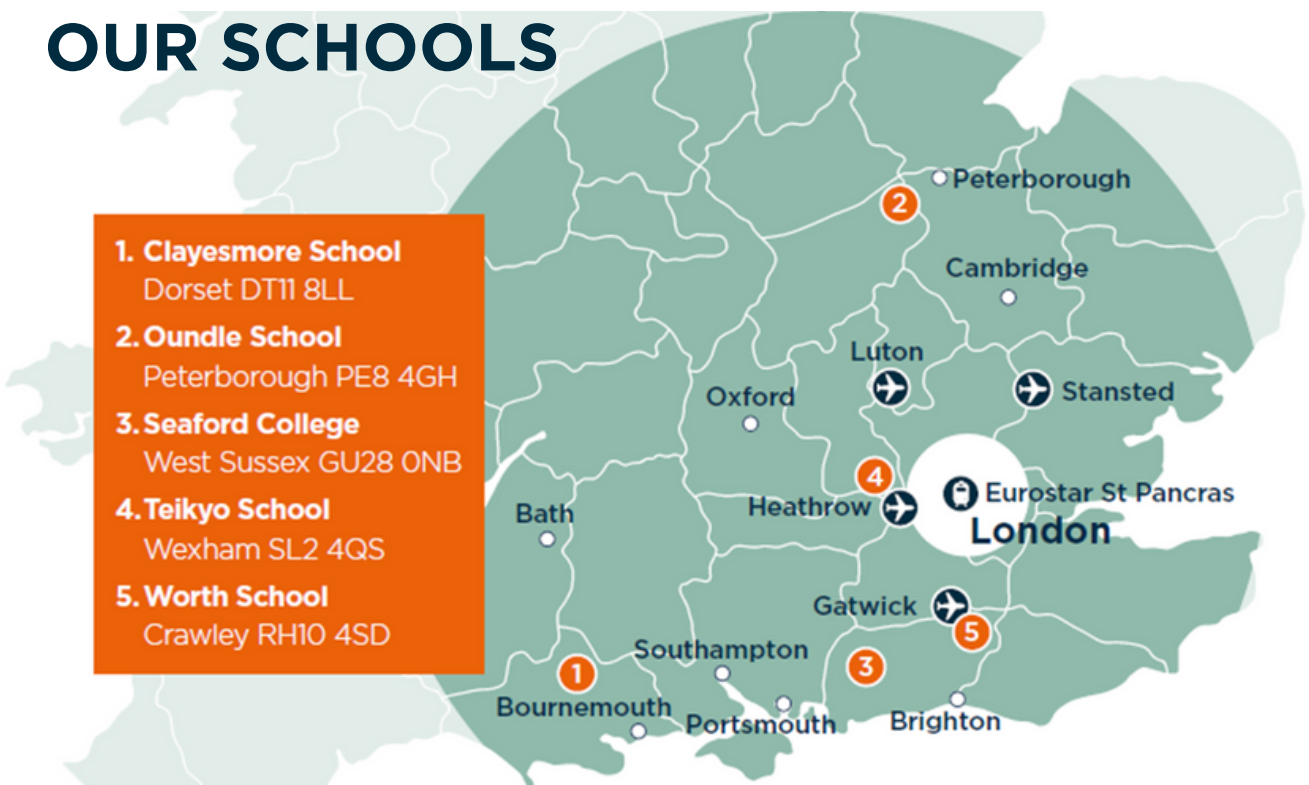 OUR SCHOOLS
1. Clayesmore School
Dorset DT11 8LL
2. Oundle School
Peterborough PE8 4GH
3. Seaford College
West Sussex GU28 0NB
4. Teikyo School
Wexham SL2 4QS
5. Worth School
Crawley RH10 4SD
Peterborough
2
Cambridge
Luton
Oxford
Stansted
4
Eurostar St Pancras
Heathrow
London
Bath
Gatwick
5
Southampton
3
1
Bournemouth
Portsmouth
Brighton